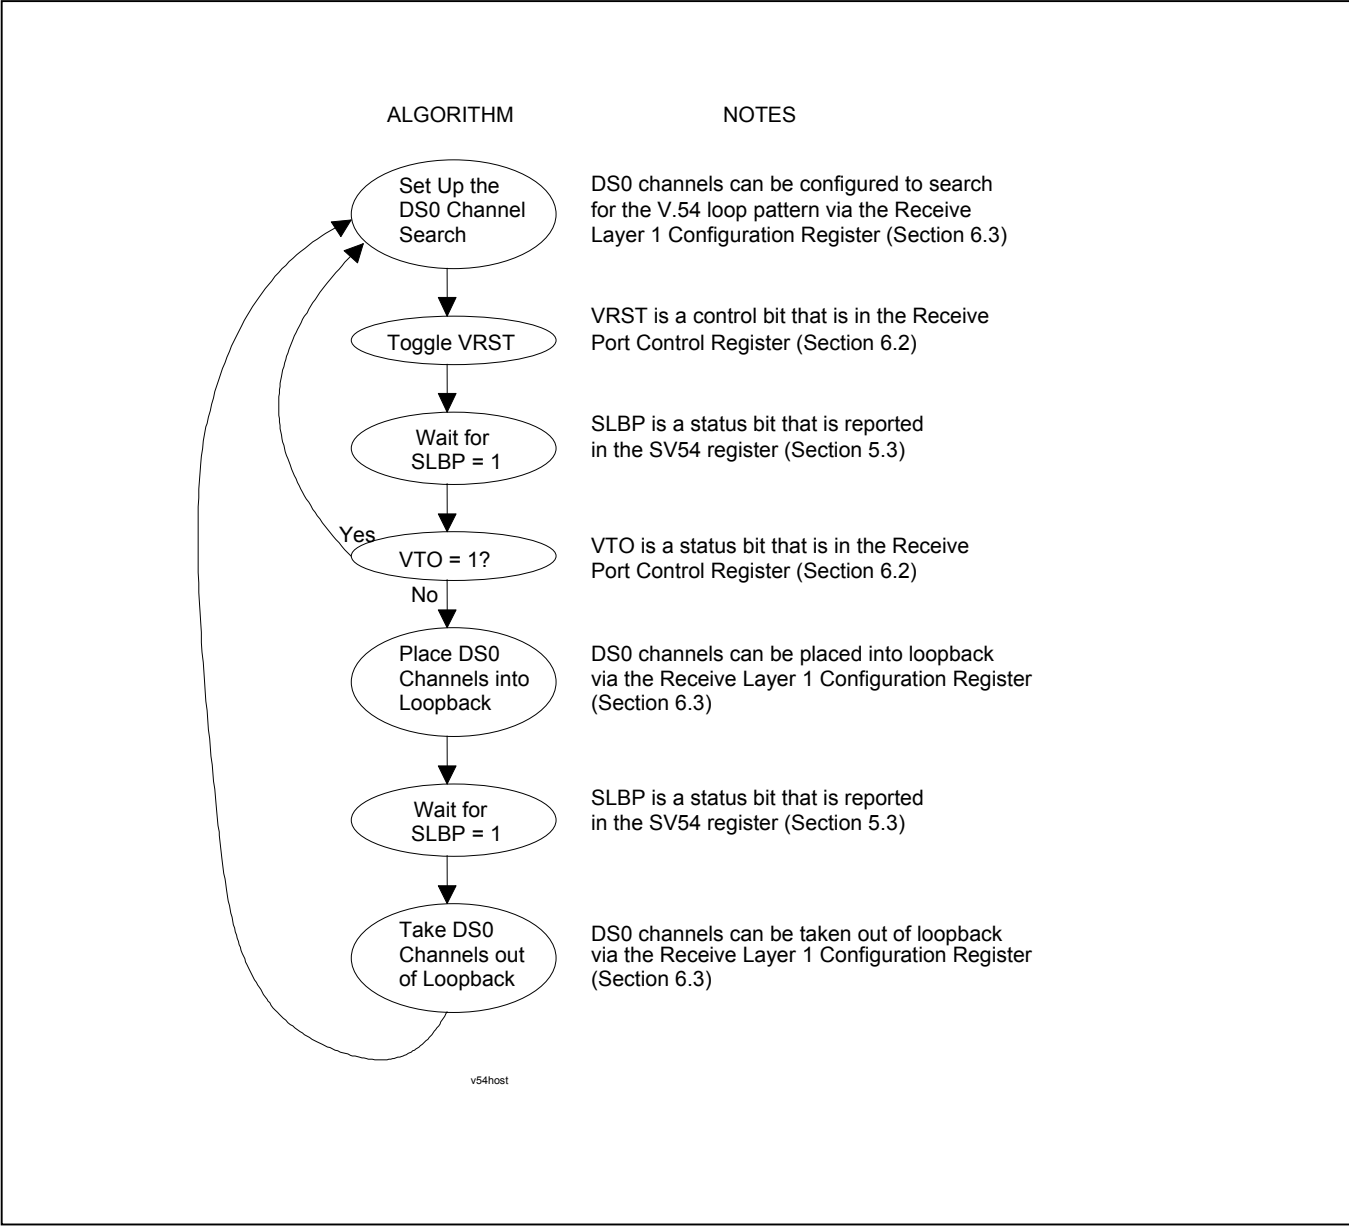 ALGORITHM
NOTES
Set Up the
DS0 Channel
Search
DS0 channels can be configured to search
for the V.54 loop pattern via the Receive
Layer 1 Configuration Register (Section 6.3)
Toggle VRST
VRST is a control bit that is in the Receive
Port Control Register (Section 6.2)
Wait for
SLBP = 1
SLBP is a status bit that is reported
in the SV54 register (Section 5.3)
Yes
VTO = 1?
No
VTO is a status bit that is in the Receive
Port Control Register (Section 6.2)
Place DS0
Channels into
Loopback
DS0 channels can be placed into loopback
via the Receive Layer 1 Configuration Register
(Section 6.3)
Wait for
SLBP = 1
SLBP is a status bit that is reported
in the SV54 register (Section 5.3)
Take DS0
Channels out
of Loopback
DS0 channels can be taken out of loopback
via the Receive Layer 1 Configuration Register
(Section 6.3)
v54host